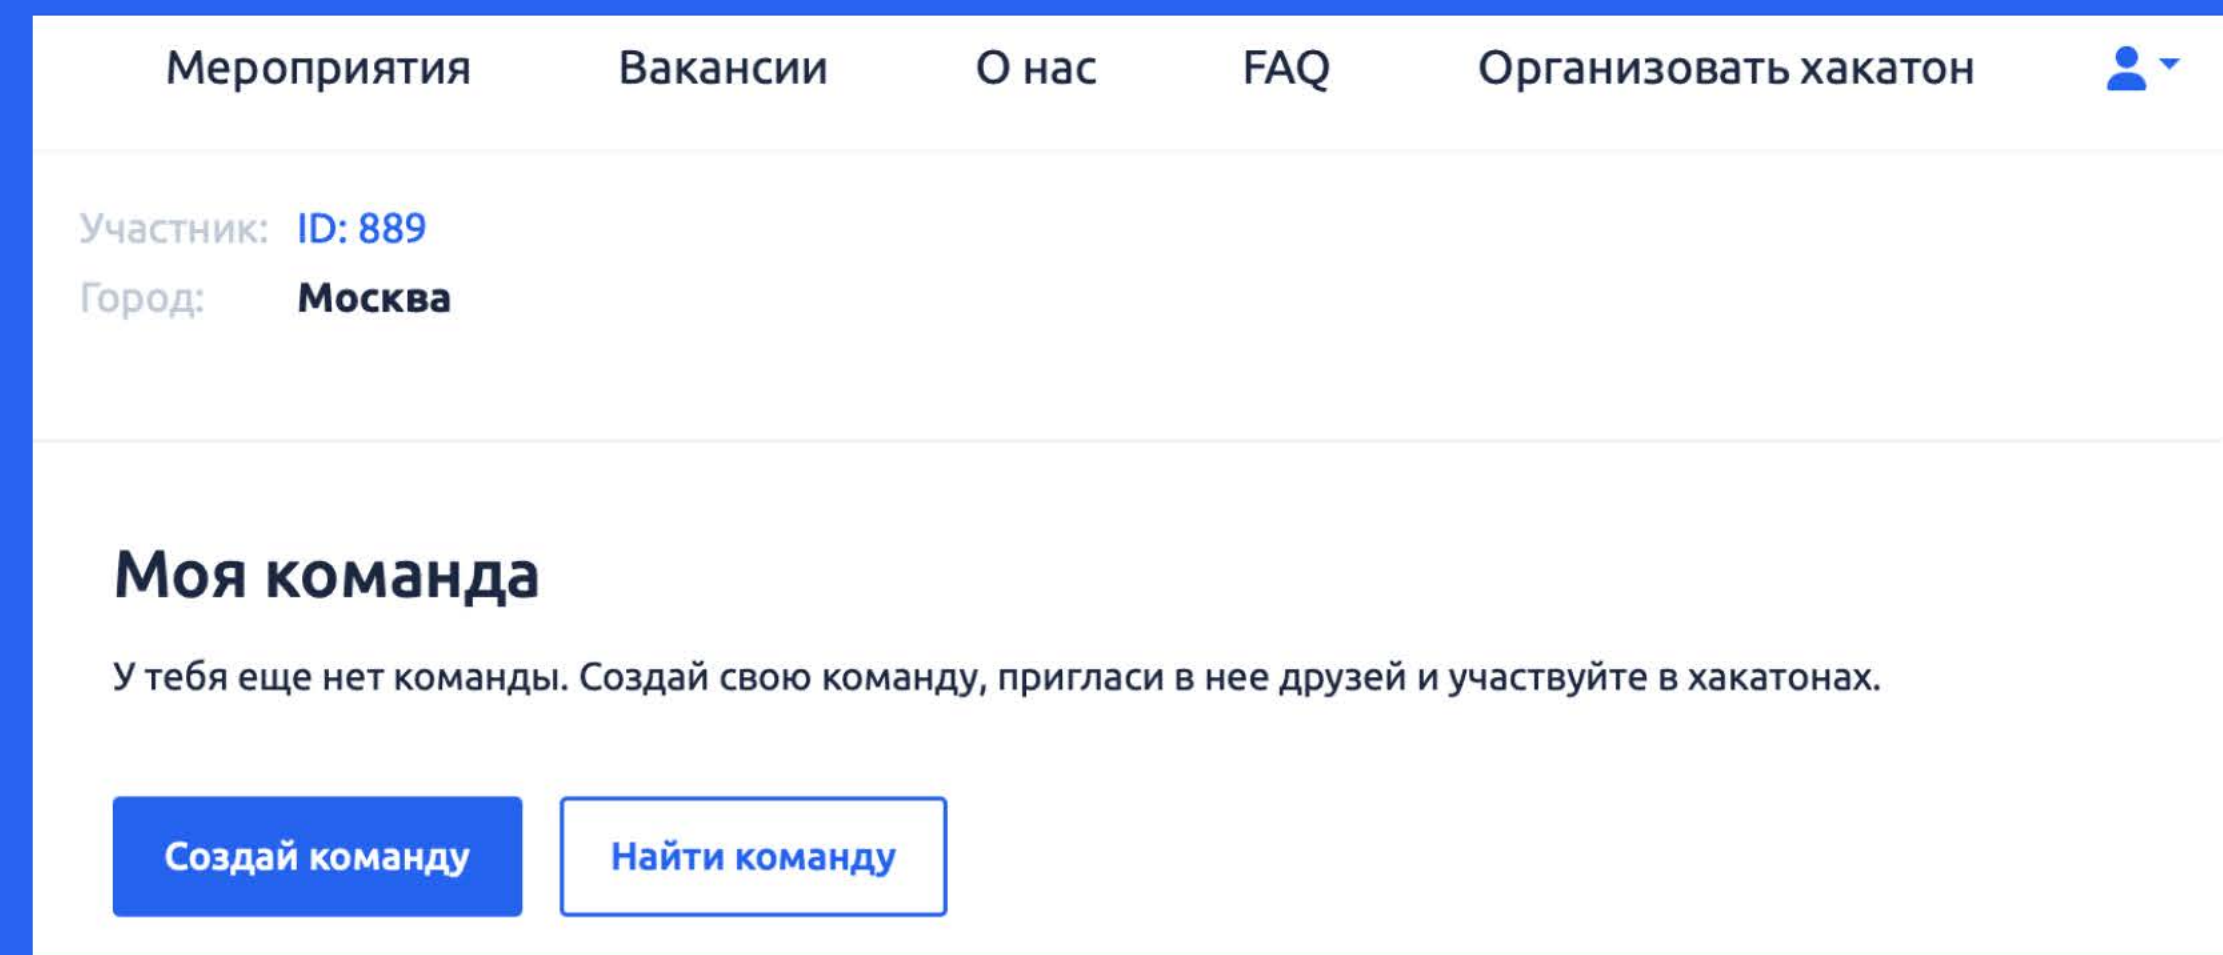 Мероприятия Вакансии О нас FAQ Организовать хакатон
Участник: ID: 889
Город: Москва
Моя команда
У тебя еще нет команды. Создай свою команду, пригласи в нее друзей и участвуйте в хакатонах.
Создай команду Найти команду